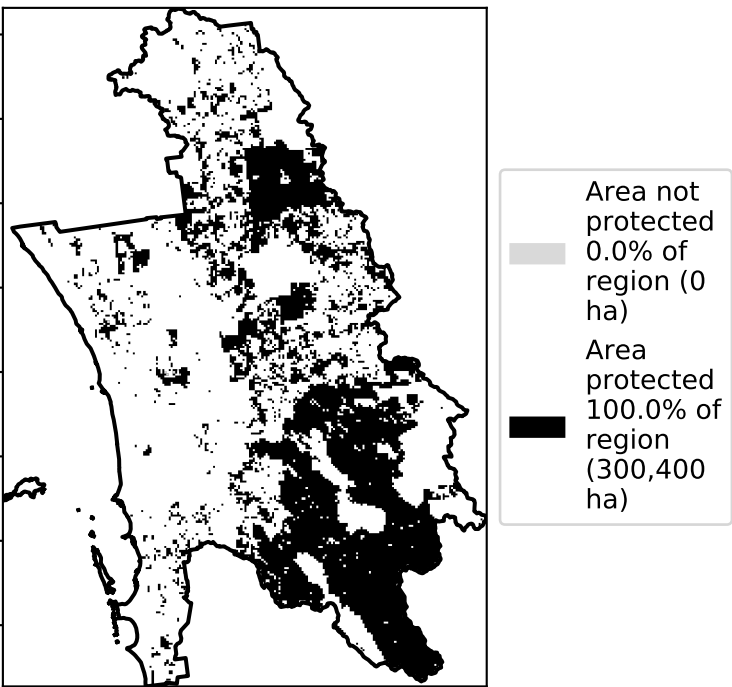 Area not
protected
0.0% of
region (0
ha)
Area
protected
100.0% of
region
(300,400
ha)